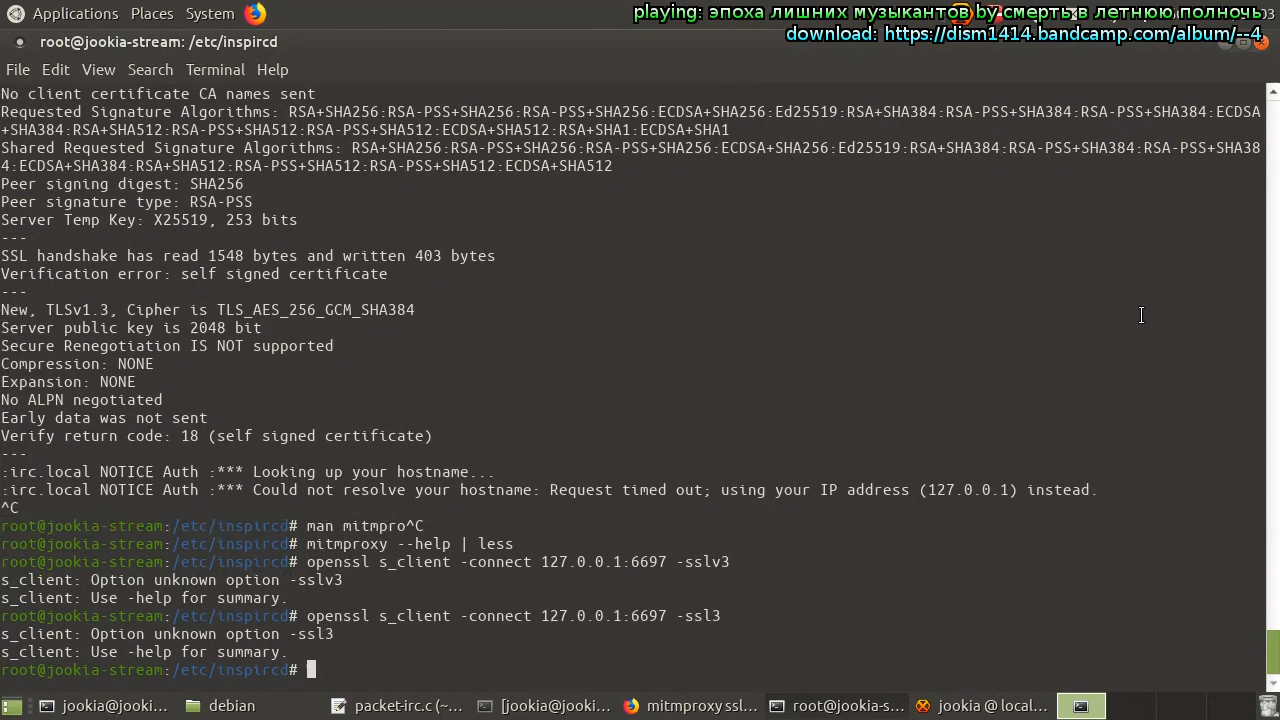 Applications Places System
03
playing: эпоха лишних музыкантов by смерть в летнюю полночь
download: https://dism1414.bandcamp.com/album/--4
root@jookia-stream: /etc/inspircd
File Edit View Search Terminal Help
No client certificate CA names sent
Requested Signature Algorithms: RSA+SHA256:RSA-PSS+SHA256:RSA-PSS+SHA256:ECDSA+SHA256:Ed25519:RSA+SHA384:RSA-PSS+SHA384:RSA-PSS+SHA384:ECDSA
+SHA384:RSA+SHA512:RSA-PSS+SHA512:RSA-PSS+SHA512:ECDSA+SHA512:RSA+SHA1:ECDSA+SHA1
Shared Requested Signature Algorithms: RSA+SHA256:RSA-PSS+SHA256:RSA-PSS+SHA256:ECDSA+SHA256:Ed25519:RSA+SHA384:RSA-PSS+SHA384:RSA-PSS+SHA38
4:ECDSA+SHA384:RSA+SHA512:RSA-PSS+SHA512:RSA-PSS+SHA512:ECDSA+SHA512
Peer signing digest: SHA256
Peer signature type: RSA-PSS
Server Temp Key: X25519, 253 bits
---
SSL handshake has read 1548 bytes and written 403 bytes
Verification error: self signed certificate
---
New, TLSv1.3, Cipher is TLS_AES_256_GCM_SHA384
Server public key is 2048 bit
Secure Renegotiation IS NOT supported
Compression: NONE
Expansion: NONE
No ALPN negotiated
Early data was not sent
Verify return code: 18 (self signed certificate)
---
:irc.local NOTICE Auth :*** Looking up your hostname...
:irc.local NOTICE Auth :*** Could not resolve your hostname: Request timed out; using your IP address (127.0.0.1) instead.
^C
root@jookia-stream:/etc/inspircd# man mitmpro^C
root@jookia-stream:/etc/inspircd# mitmproxy --help | less
root@jookia-stream:/etc/inspircd# openssl s_client -connect 127.0.0.1:6697 -sslv3
s_client: Option unknown option -sslv3
s_client: Use -help for summary.
root@jookia-stream:/etc/inspircd# openssl s_client -connect 127.0.0.1:6697 -ssl3
s_client: Option unknown option -ssl3
s_client: Use -help for summary.
root@jookia-stream:/etc/inspircd#
jookia@jooki... debian packet-irc.c (~... [jookia@jooki... mitmproxy ssl... root@jookia-s... jookia @ local...